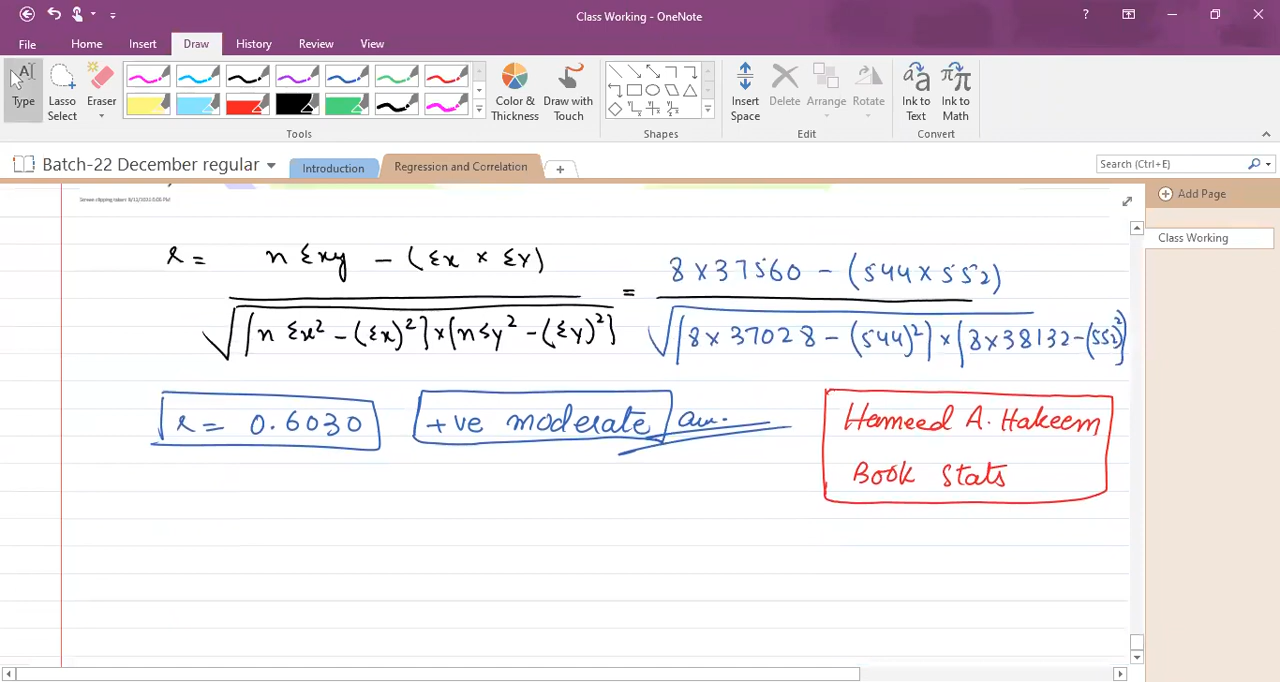 Class Working - OneNote
File Home Insert Draw History Review View
Type Lasso Select Eraser Color & Thickness Draw with Touch Insert Space Delete Arrange Rotate Ink to Text Ink to Math
Tools Shapes Edit Convert
Batch-22 December regular Introduction Regression and Correlation + Search (Ctrl+E)
Add Page
Class Working
r = n Σxy - (Σx × Σy) / √[n Σx² - (Σx)²] × [n Σy² - (Σy)²] = 8 × 37560 - (544 × 552) / √[8 × 37028 - (544)²] × [8 × 38132 - (552)²]
r = 0.6030 +ve moderate
Hameed A. Hakeem
Book Stats